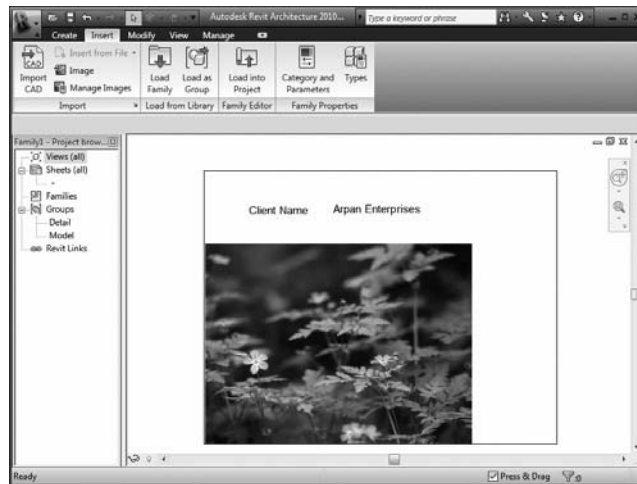 Autodesk Revit Architecture 2010... Type a keyword or phrase
Create Insert Modify View Manage
Import CAD
Insert from File
Image
Manage Images
Load Family
Load as Group
Load into Project
Category and Parameters
Types
Import Load from Library Family Editor Family Properties
Family1 - Project brow...
Views (all)
Sheets (all)
-
Families
Groups
Detail
Model
Revit Links
Client Name Arpan Enterprises
Ready Press & Drag :0